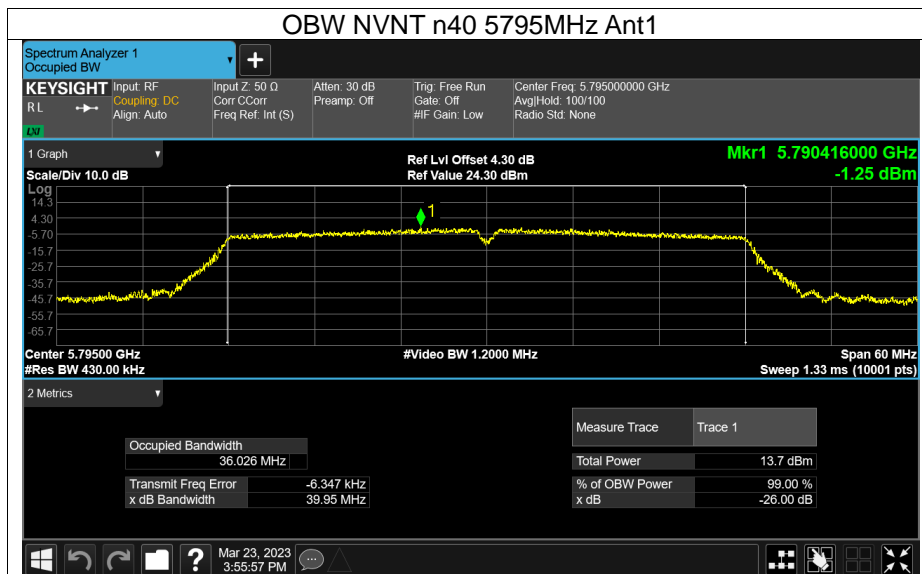 OBW NVNT n40 5795MHz Ant1
Spectrum Analyzer 1
Occupied BW
KEYSIGHT
R L
LXI
Input: RF
Coupling: DC
Align: Auto
Input Z: 50 Ω
Corr CCorr
Freq Ref: Int (S)
Atten: 30 dB
Preamp: Off
Trig: Free Run
Gate: Off
#IF Gain: Low
Center Freq: 5.795000000 GHz
Avg|Hold: 100/100
Radio Std: None
1 Graph
Scale/Div 10.0 dB
Ref Lvl Offset 4.30 dB
Ref Value 24.30 dBm
Mkr1 5.790416000 GHz
-1.25 dBm
Log
14.3
4.30
-5.70
-15.7
-25.7
-35.7
-45.7
-55.7
-65.7
1
Center 5.79500 GHz
#Res BW 430.00 kHz
#Video BW 1.2000 MHz
Span 60 MHz
Sweep 1.33 ms (10001 pts)
2 Metrics
Measure Trace Trace 1
Occupied Bandwidth
36.026 MHz
Total Power 13.7 dBm
Transmit Freq Error -6.347 kHz
% of OBW Power 99.00 %
x dB Bandwidth 39.95 MHz
x dB -26.00 dB
?
Mar 23, 2023
3:55:57 PM